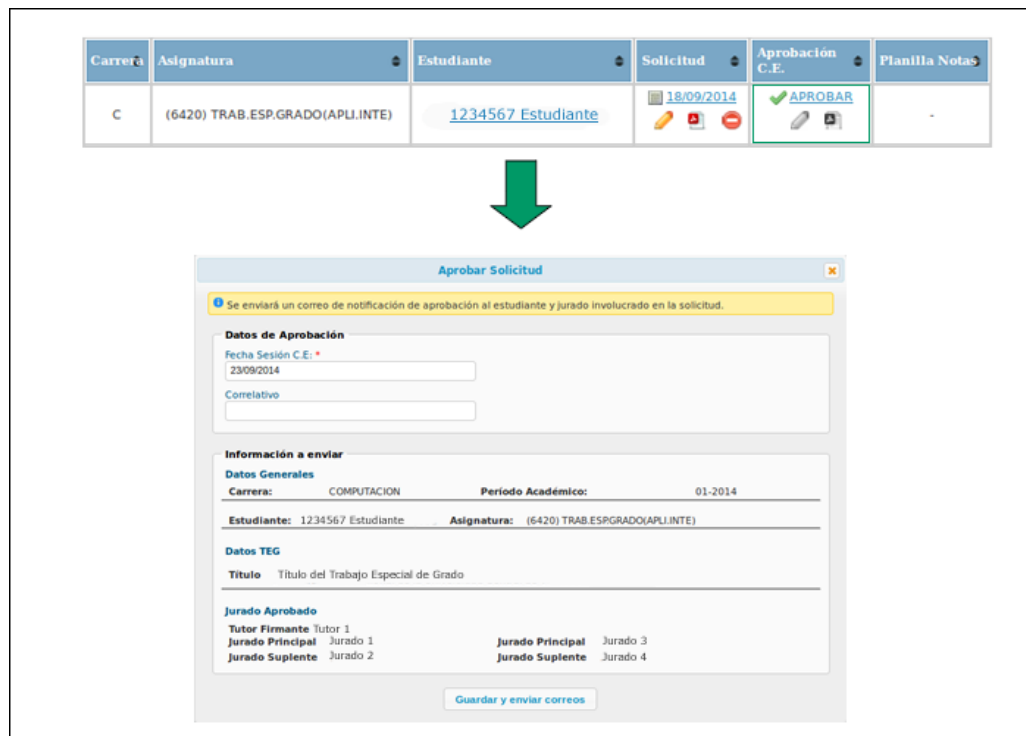 Carrera Asignatura Estudiante Solicitud Aprobación C.E. Planilla Notas
C (6420) TRAB.ESP.GRADO(APLI.INTE) 1234567 Estudiante 18/09/2014 APROBAR -
Aprobar Solicitud
Se enviará un correo de notificación de aprobación al estudiante y jurado involucrado en la solicitud.
Datos de Aprobación
Fecha Sesión C.E: *
23/09/2014
Correlativo
Información a enviar
Datos Generales
Carrera: COMPUTACION Período Académico: 01-2014
Estudiante: 1234567 Estudiante Asignatura: (6420) TRAB.ESP.GRADO(APLI.INTE)
Datos TEG
Título Título del Trabajo Especial de Grado
Jurado Aprobado
Tutor Firmante Tutor 1
Jurado Principal Jurado 1 Jurado Principal Jurado 3
Jurado Suplente Jurado 2 Jurado Suplente Jurado 4
Guardar y enviar correos